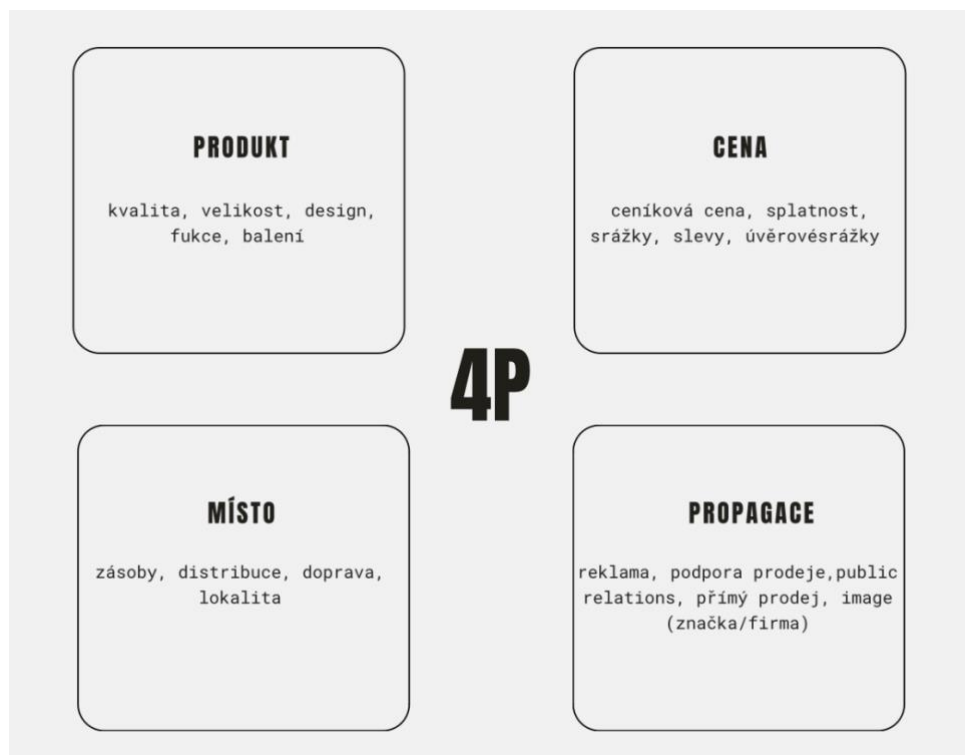 PRODUKT
kvalita, velikost, design,
fukce, balení
CENA
ceníková cena, splatnost,
srážky, slevy, úvěrovésrážky
4P
MÍSTO
zásoby, distribuce, doprava,
lokalita
PROPAGACE
reklama, podpora prodeje,public
relations, přímý prodej, image
(značka/firma)